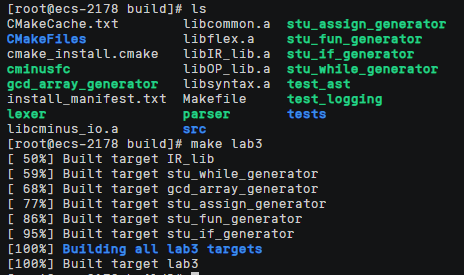 [root@ecs-2178 build]# ls
CMakeCache.txt libcommon.a stu_assign_generator
CMakeFiles libflex.a stu_fun_generator
cmake_install.cmake libIR_lib.a stu_if_generator
cminusfc libOP_lib.a stu_while_generator
gcd_array_generator libsyntax.a test_ast
install_manifest.txt Makefile test_logging
lexer parser tests
libcminus_io.a src
[root@ecs-2178 build]# make lab3
[ 50%] Built target IR_lib
[ 59%] Built target stu_while_generator
[ 68%] Built target gcd_array_generator
[ 77%] Built target stu_assign_generator
[ 86%] Built target stu_fun_generator
[ 95%] Built target stu_if_generator
[100%] Building all lab3 targets
[100%] Built target lab3